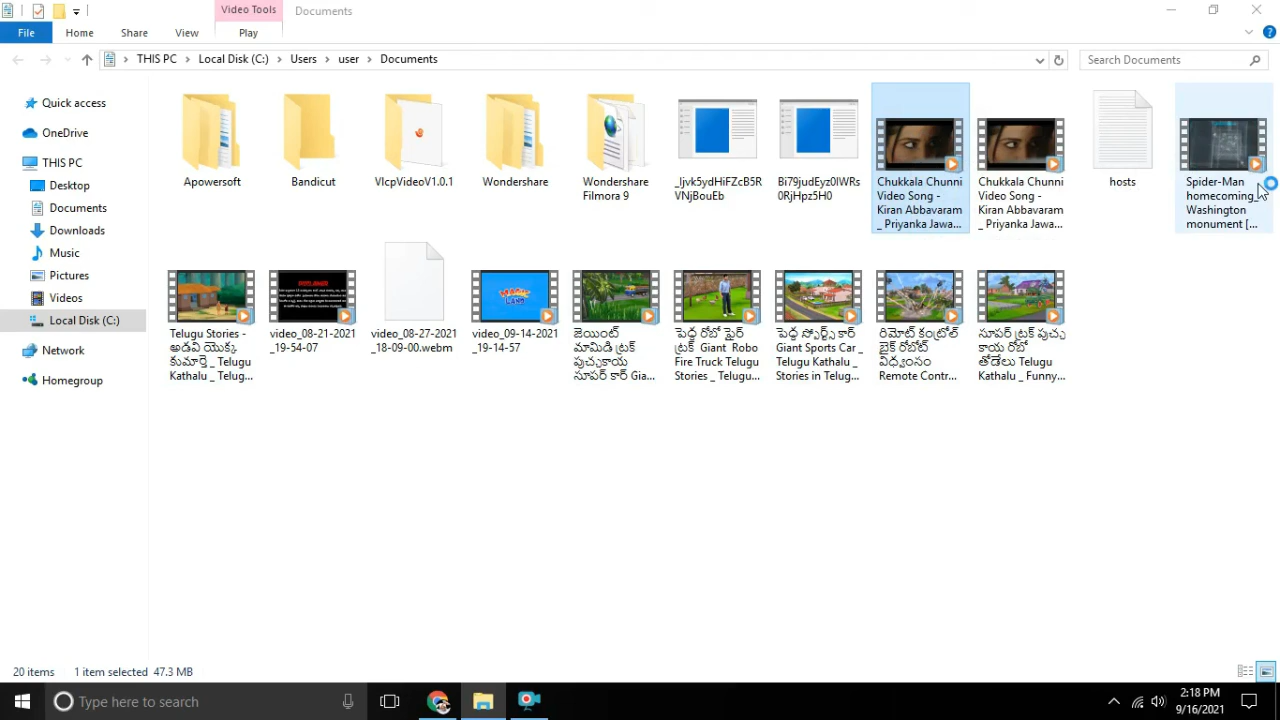 Video Tools
Documents
File
Home
Share
View
Play
THIS PC
Local Disk (C:)
Users
user
Documents
Search Documents
Quick access
OneDrive
THIS PC
Desktop
Documents
Downloads
Music
Pictures
Videos
Local Disk (C:)
Network
Homegroup
Apowersoft
Bandicut
VlcpVideoV1.0.1
Wondershare
Wondershare
Filmora 9
_ljvk5ydHiFZcB5R
VNjBouEb
Bi79judEyz0lWRs
0RjHpz5H0
Chukkala Chunni
Video Song -
Kiran Abbavaram
_ Priyanka Jawa...
Chukkala Chunni
Video Song -
Kiran Abbavaram
_ Priyanka Jawa...
hosts
Spider-Man
homecoming_
Washington
monument [...
Telugu Stories -
అడవి యొక్క
కుమార్తె _ Telugu
Kathalu _ Telug...
video_08-21-2021
_19-54-07
video_08-27-2021
_18-09-00.webm
MAGIC
LAND
video_09-14-2021
_19-14-57
జెయింట్
మామిడి ట్రక్
పుచ్చకాయ
సూపర్ కార్ Gia...
పెద్ద రోబో ఫైర్
ట్రక్ Giant Robo
Fire Truck Telugu
Stories _ Telugu...
పెద్ద స్పోర్ట్స్ కార్
Giant Sports Car _
Telugu Kathalu _
Stories in Telug...
రిమోట్ కంట్రోల్
బైక్ రోబోట్
విధ్వంసం
Remote Contr...
సూపర్ ట్రక్ పుచ్చ
కాయ రోబో
తోడేలు Telugu
Kathalu _ Funny...
20 items
1 item selected 47.3 MB
Type here to search
2:18 PM
9/16/2021